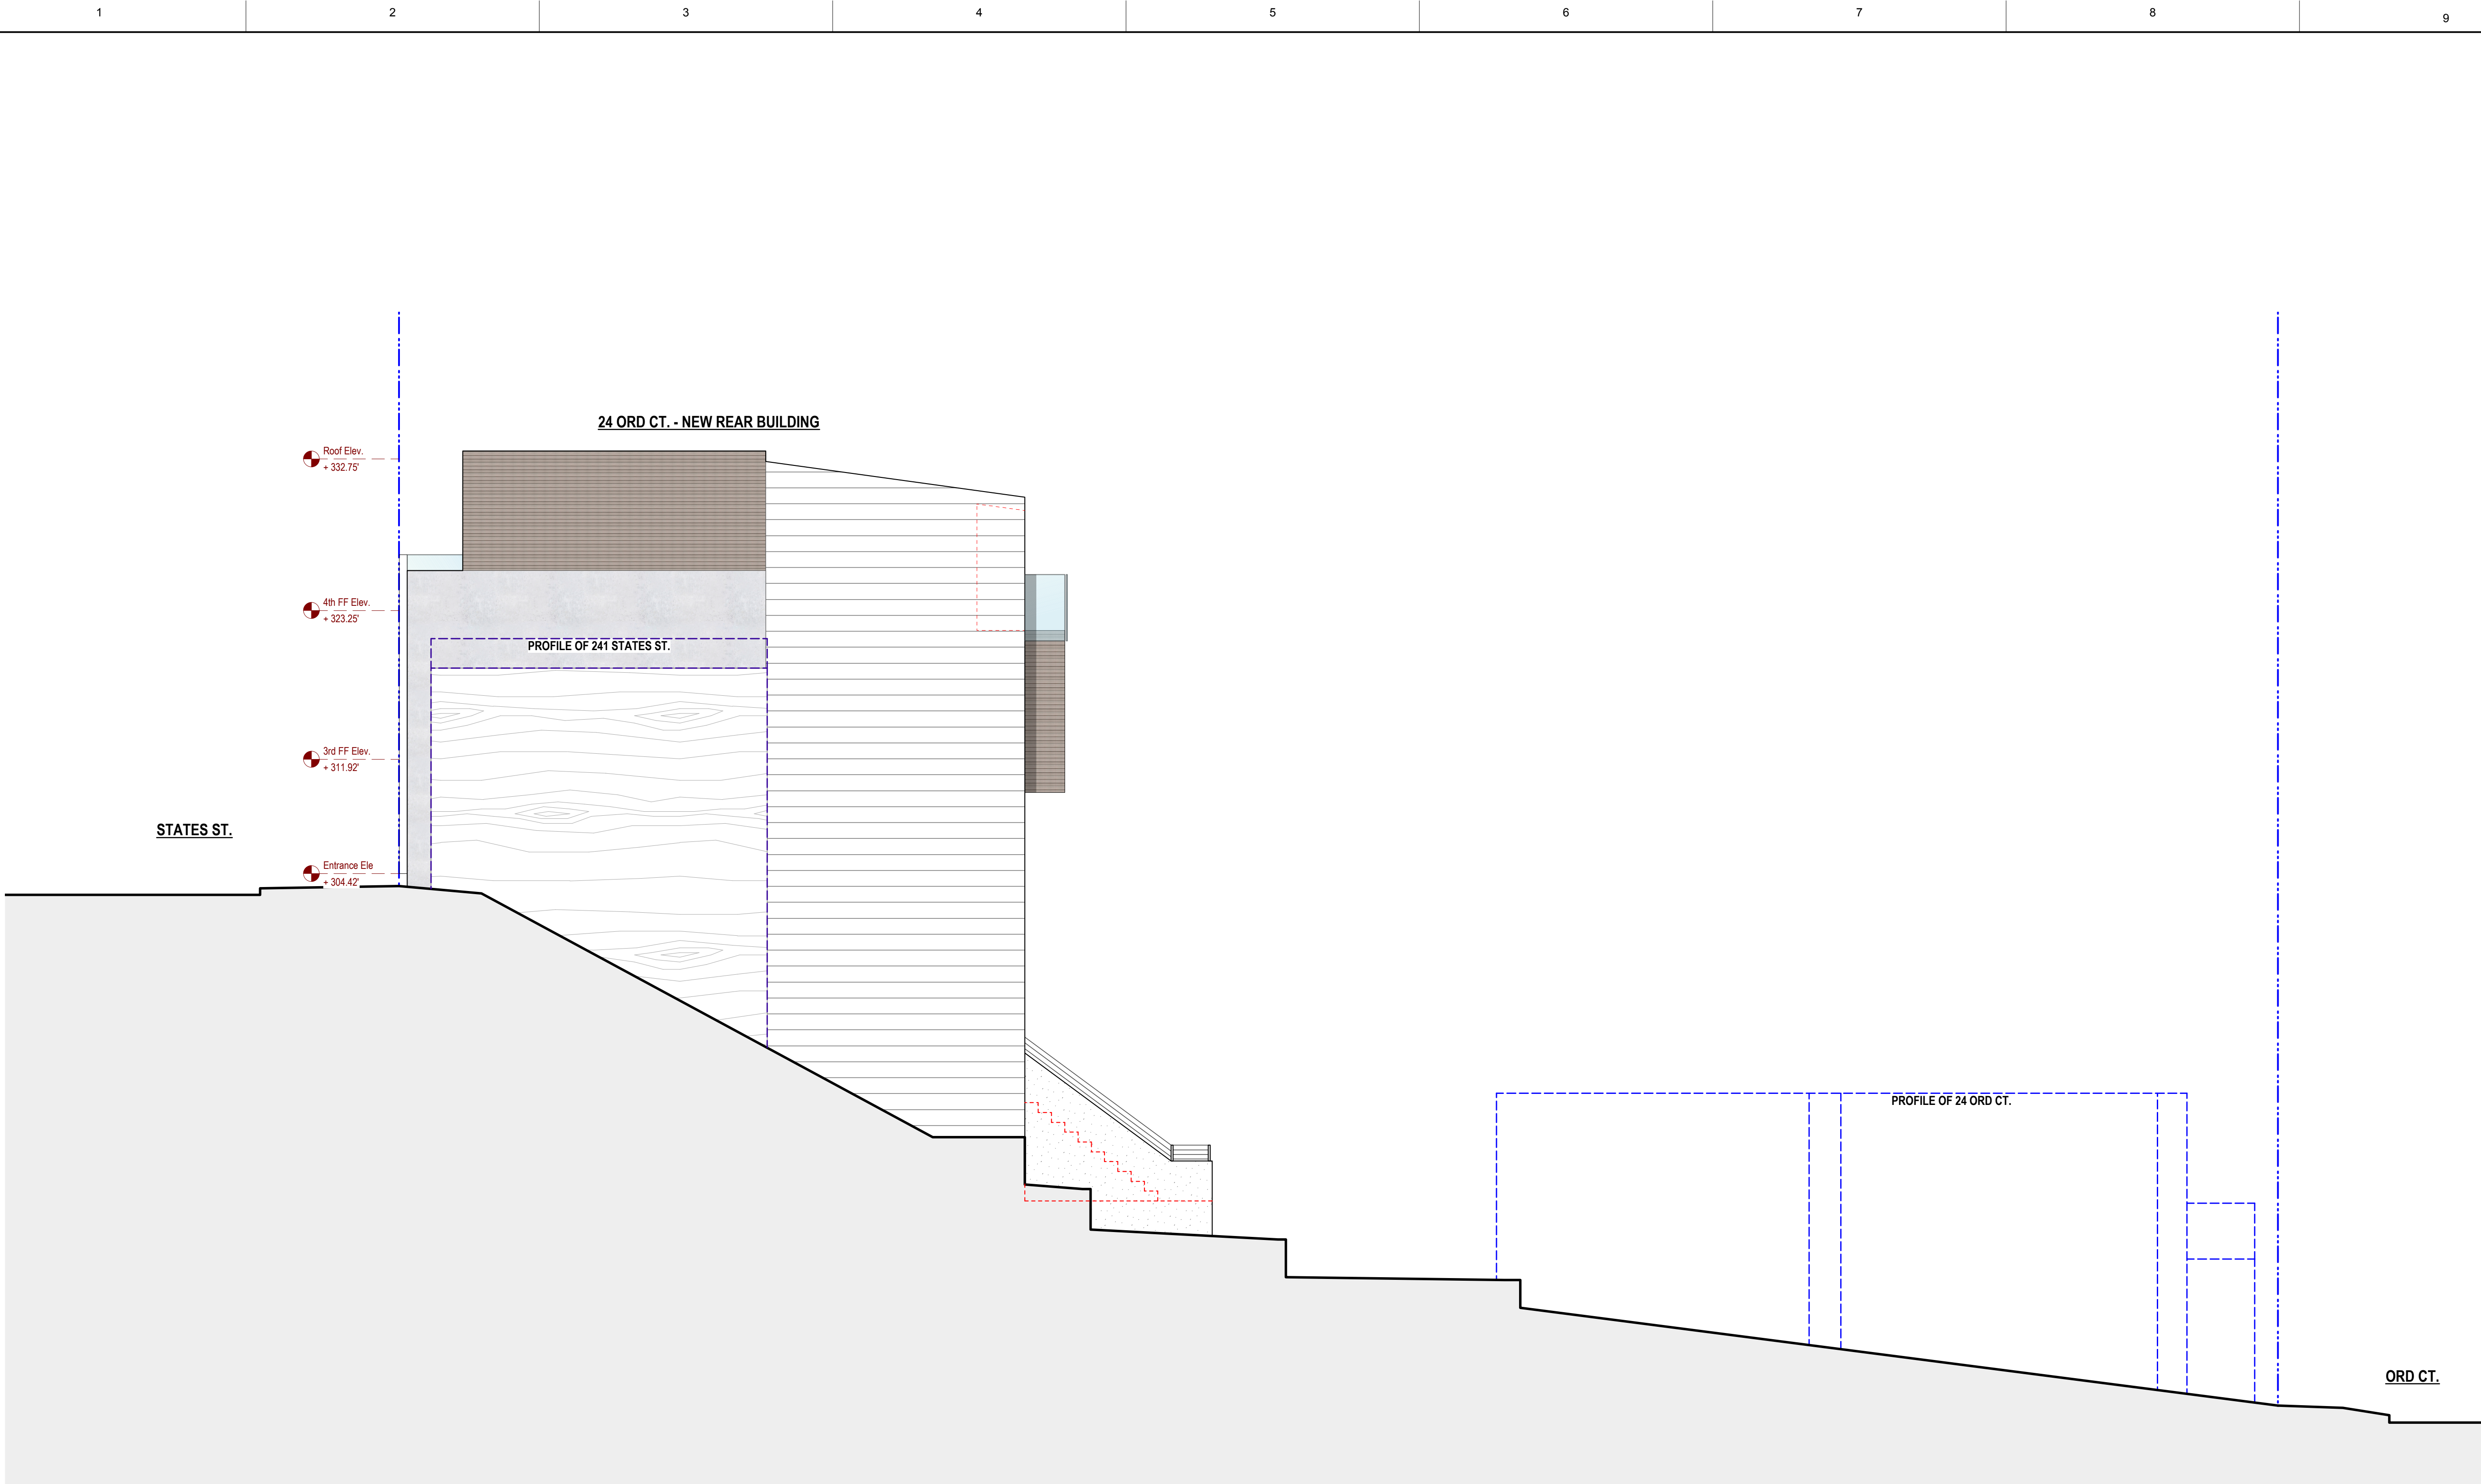 1 2 3 4 5 6 7 8 9
24 ORD CT. - NEW REAR BUILDING
Roof Elev.
+ 332.75'
4th FF Elev.
+ 323.25'
PROFILE OF 241 STATES ST.
3rd FF Elev.
+ 311.92'
STATES ST.
Entrance Ele
+ 304.42'
PROFILE OF 24 ORD CT.
ORD CT.